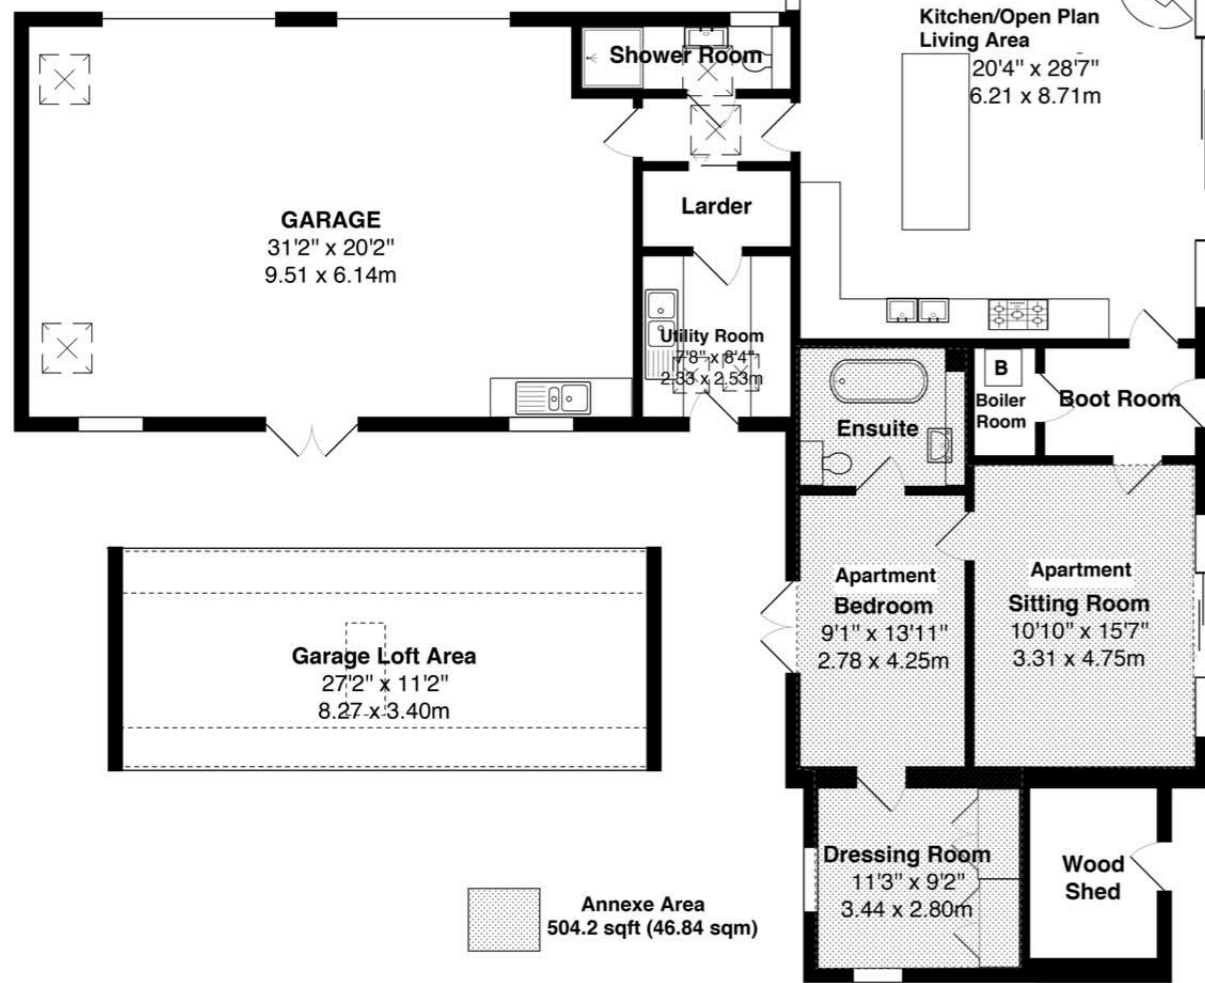 Kitchen/Open Plan
Living Area
20'4" x 28'7"
6.21 x 8.71m
Shower Room
Larder
GARAGE
31'2" x 20'2"
9.51 x 6.14m
Utility Room
7'8" x 8'4"
2.33 x 2.53m
B
Boiler
Room
Boot Room
Ensuite
Apartment
Bedroom
9'1" x 13'11"
2.78 x 4.25m
Apartment
Sitting Room
10'10" x 15'7"
3.31 x 4.75m
Garage Loft Area
27'2" x 11'2"
8.27 x 3.40m
Dressing Room
11'3" x 9'2"
3.44 x 2.80m
Wood
Shed
Annexe Area
504.2 sqft (46.84 sqm)